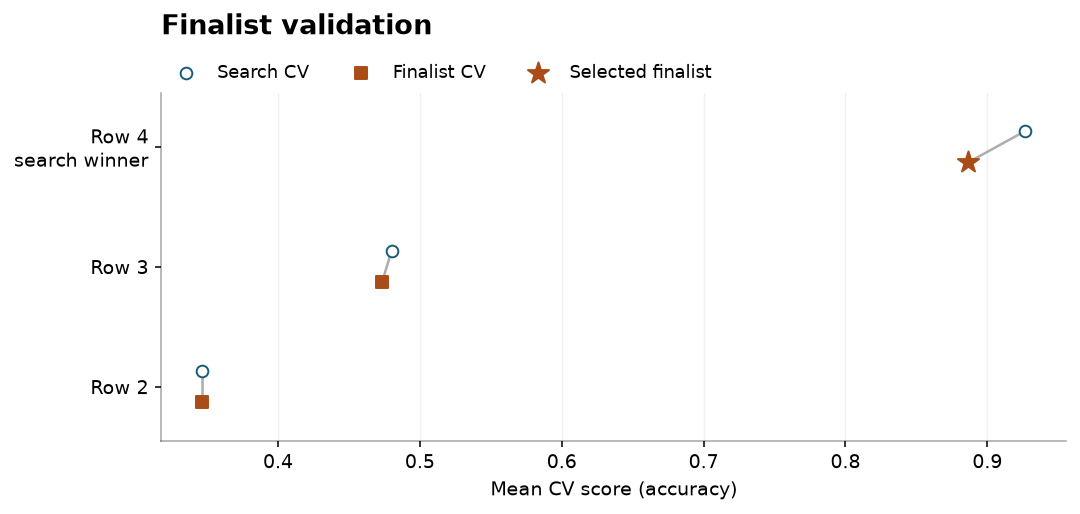 Finalist validation
Search CV Finalist CV Selected finalist
Row 4
search winner
Row 3
Row 2
0.4 0.5 0.6 0.7 0.8 0.9
Mean CV score (accuracy)